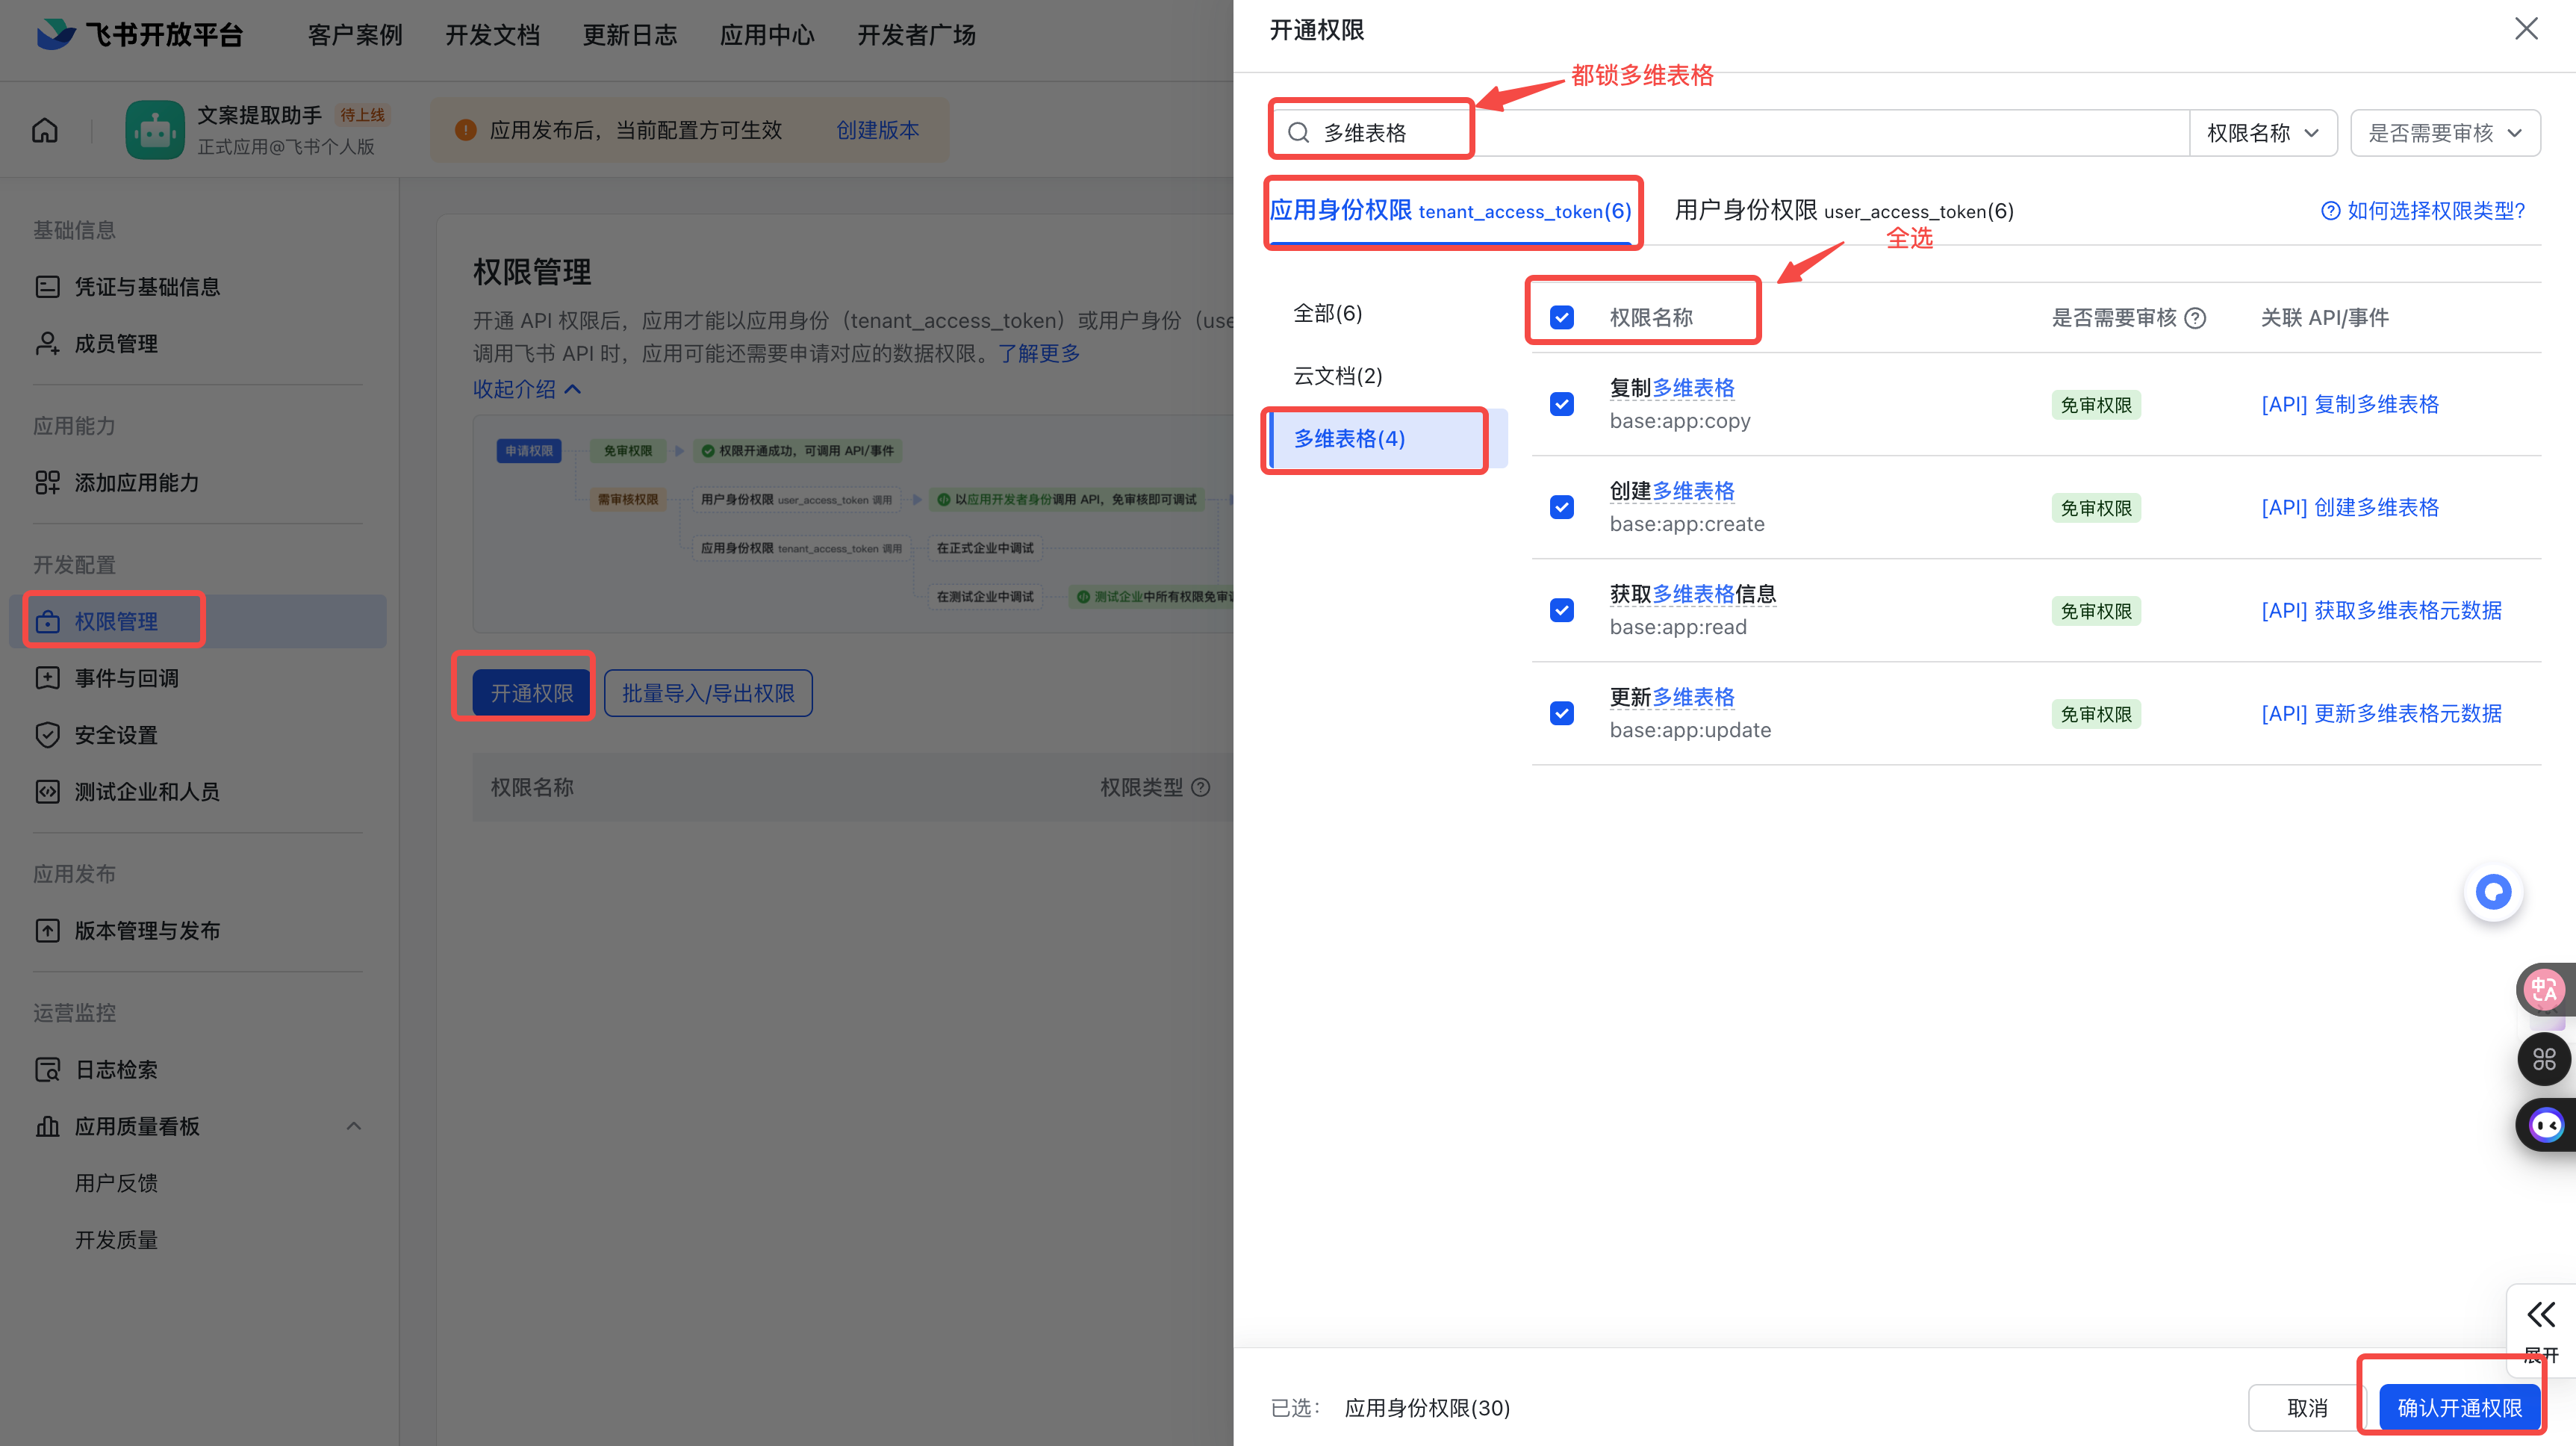 飞书开放平台
客户案例
开发文档
更新日志
应用中心
开发者广场
文案提取助手 待上线
正式应用@飞书个人版
应用发布后，当前配置方可生效
创建版本
基础信息
凭证与基础信息
成员管理
应用能力
添加应用能力
开发配置
权限管理
事件与回调
安全设置
测试企业和人员
应用发布
版本管理与发布
运营监控
日志检索
应用质量看板
用户反馈
开发质量
权限管理
开通 API 权限后，应用才能以应用身份（tenant_access_token）或用户身份（use
调用飞书 API 时，应用可能还需要申请对应的数据权限。了解更多
收起介绍
申请权限
免审权限
权限开通成功，可调用 API/事件
需审核权限
用户身份权限 user_access_token 调用
以应用开发者身份调用 API，免审核即可调试
应用身份权限 tenant_access_token 调用
在正式企业中调试
在测试企业中调试
测试企业中所有权限免审
开通权限
批量导入/导出权限
权限名称
权限类型
开通权限
都锁多维表格
多维表格
权限名称
是否需要审核
应用身份权限 tenant_access_token(6)
用户身份权限 user_access_token(6)
如何选择权限类型?
全选
全部(6)
云文档(2)
多维表格(4)
权限名称
是否需要审核
关联 API/事件
复制多维表格
base:app:copy
免审权限
[API] 复制多维表格
创建多维表格
base:app:create
免审权限
[API] 创建多维表格
获取多维表格信息
base:app:read
免审权限
[API] 获取多维表格元数据
更新多维表格
base:app:update
免审权限
[API] 更新多维表格元数据
中A
展开
已选：
应用身份权限(30)
取消
确认开通权限